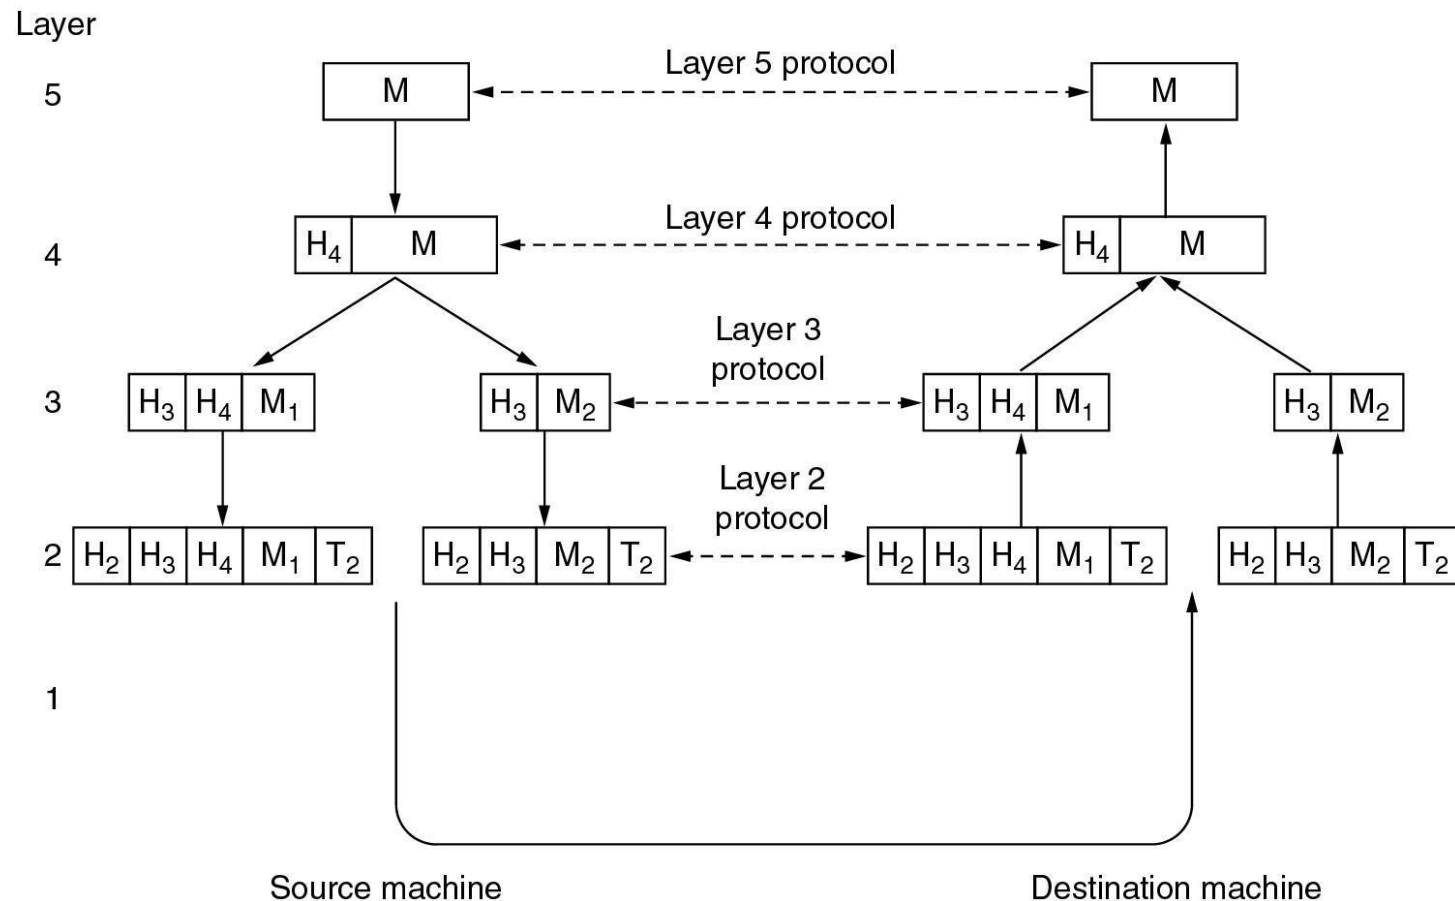 Layer
5 M Layer 5 protocol M
4 H4 M Layer 4 protocol H4 M
Layer 3
protocol
3 H3 H4 M1 H3 M2 H3 H4 M1 H3 M2
Layer 2
protocol
2 H2 H3 H4 M1 T2 H2 H3 M2 T2 H2 H3 H4 M1 T2 H2 H3 M2 T2
1
Source machine Destination machine